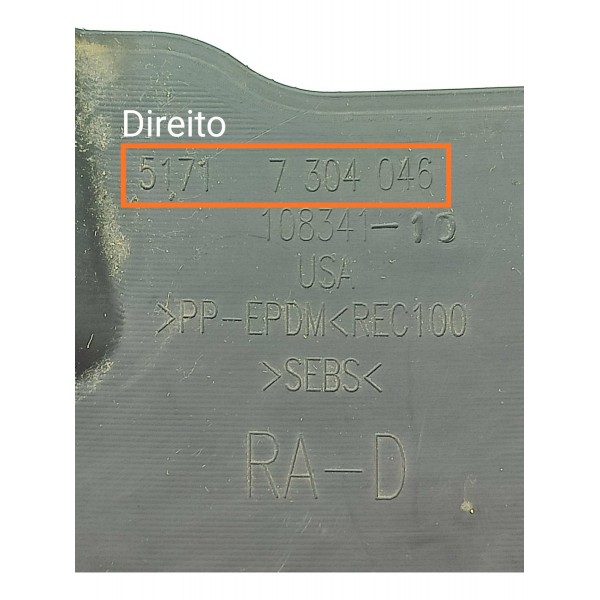 Direito
5171 7 304 046
108341-10
USA
>PP-EPDM<REC100
>SEBS<
RA-D